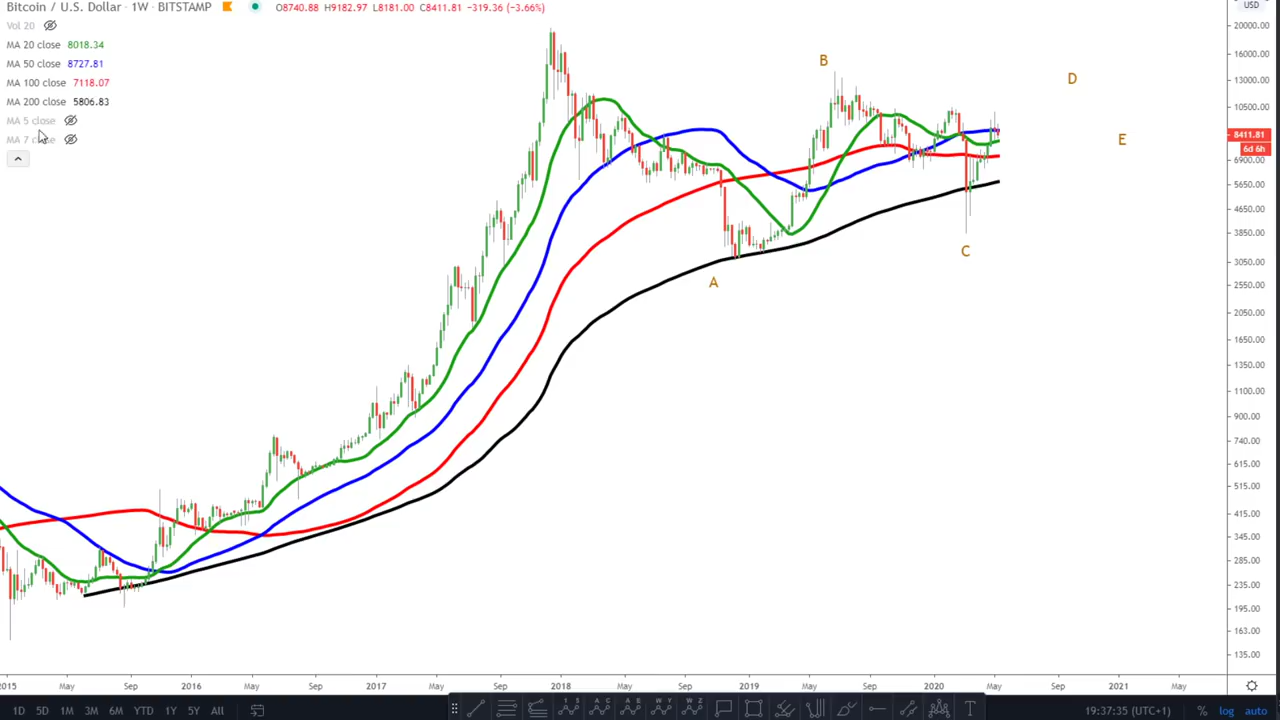 Bitcoin / U.S. Dollar · 1W · BITSTAMP O8740.88 H9182.97 L8181.00 C8411.81 −319.36 (−3.66%)
USD
Vol 20
MA 20 close 8018.34
MA 50 close 8727.81
MA 100 close 7118.07
MA 200 close 5806.83
MA 5 close
MA 7
20000.00
16000.00
13000.00
10500.00
8411.81
6d 6h
6900.00
5650.00
4650.00
3850.00
3050.00
2550.00
2050.00
1650.00
1350.00
1100.00
900.00
740.00
615.00
515.00
415.00
345.00
285.00
235.00
195.00
163.00
135.00
B
D
E
C
A
2015 May Sep 2016 May Sep 2017 May Sep 2018 May Sep 2019 May Sep 2020 May Sep 2021 May
1D 5D 1M 3M 6M YTD 1Y 5Y All 19:37:35 (UTC+1) % log auto